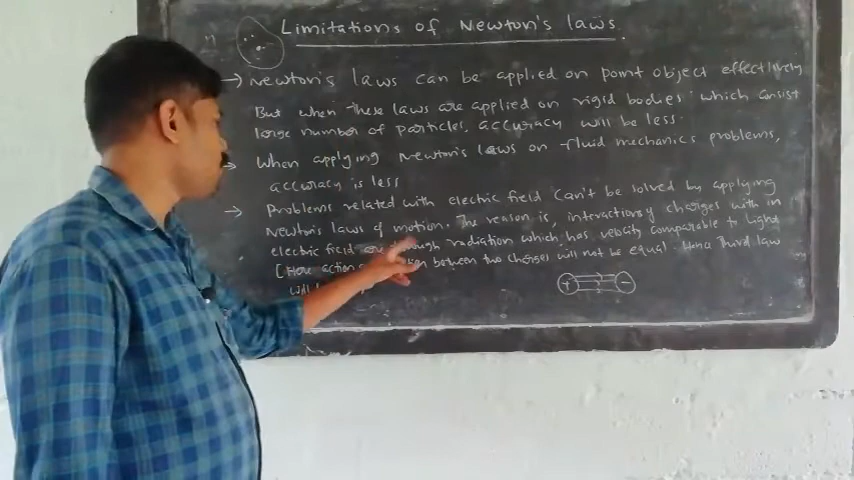 Limitations of Newton's laws.
→ Newton's laws can be applied on point object effectively
But when these laws are applied on rigid bodies which consist
large number of particles, accuracy will be less.
→ When applying Newton's laws on fluid mechanics problems,
accuracy is less
→ Problems related with electric field can't be solved by applying
Newton's laws of motion. The reason is, interactions charges with in
electric field are through radiation which has velocity comparable to light
[Here action between two charges will not be equal. Hence Third law
will
+ -